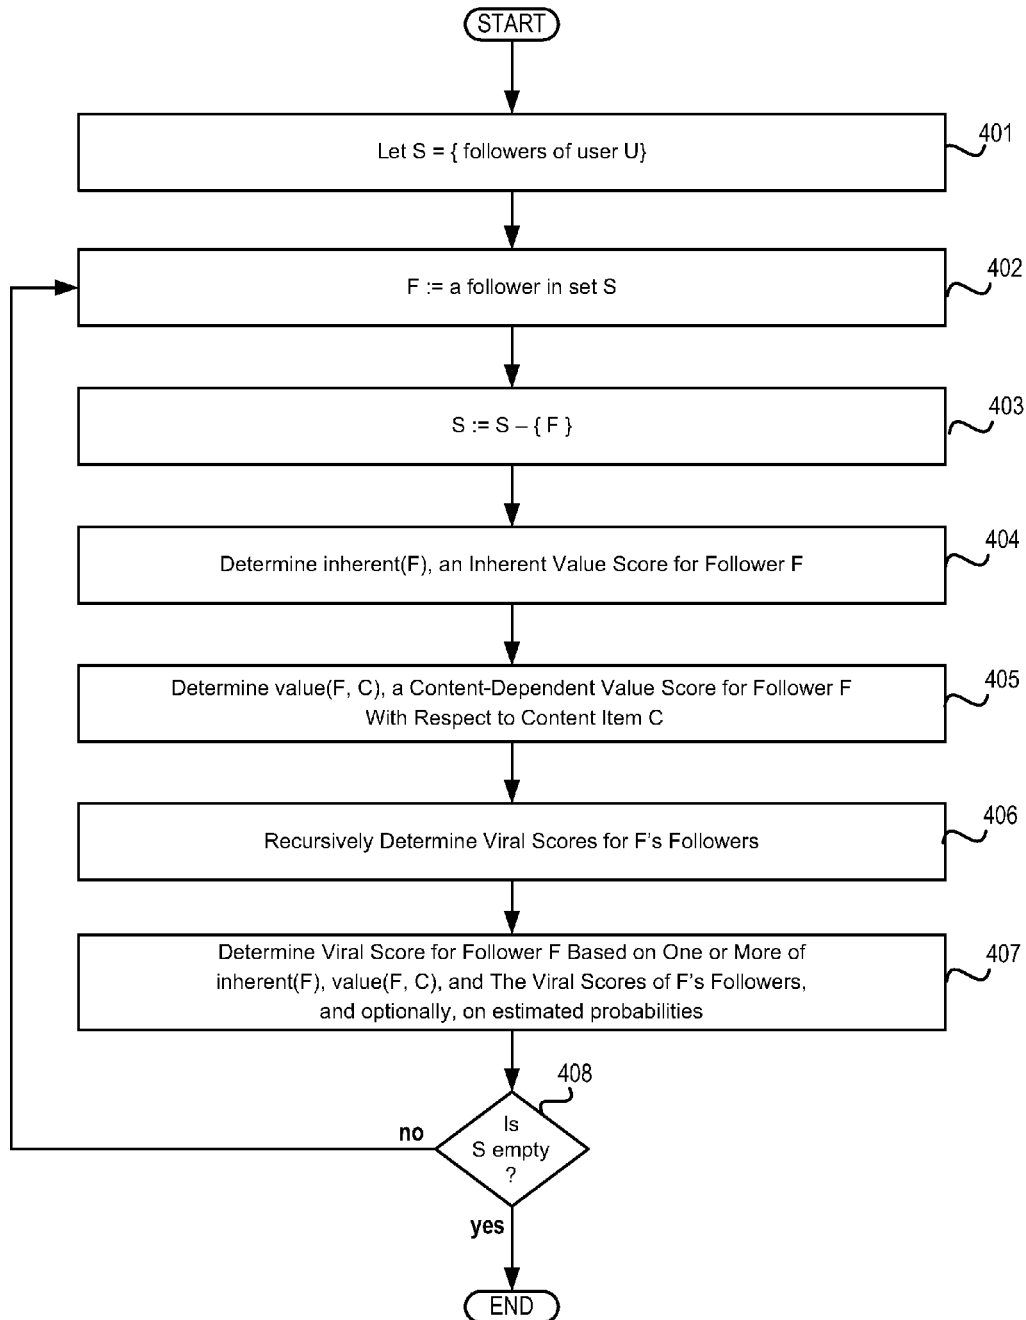 START
Let S = { followers of user U}
401
F := a follower in set S
402
S := S – { F }
403
Determine inherent(F), an Inherent Value Score for Follower F
404
Determine value(F, C), a Content-Dependent Value Score for Follower F
With Respect to Content Item C
405
Recursively Determine Viral Scores for F's Followers
406
Determine Viral Score for Follower F Based on One or More of
inherent(F), value(F, C), and The Viral Scores of F's Followers,
and optionally, on estimated probabilities
407
408
Is
S empty
?
no
yes
END